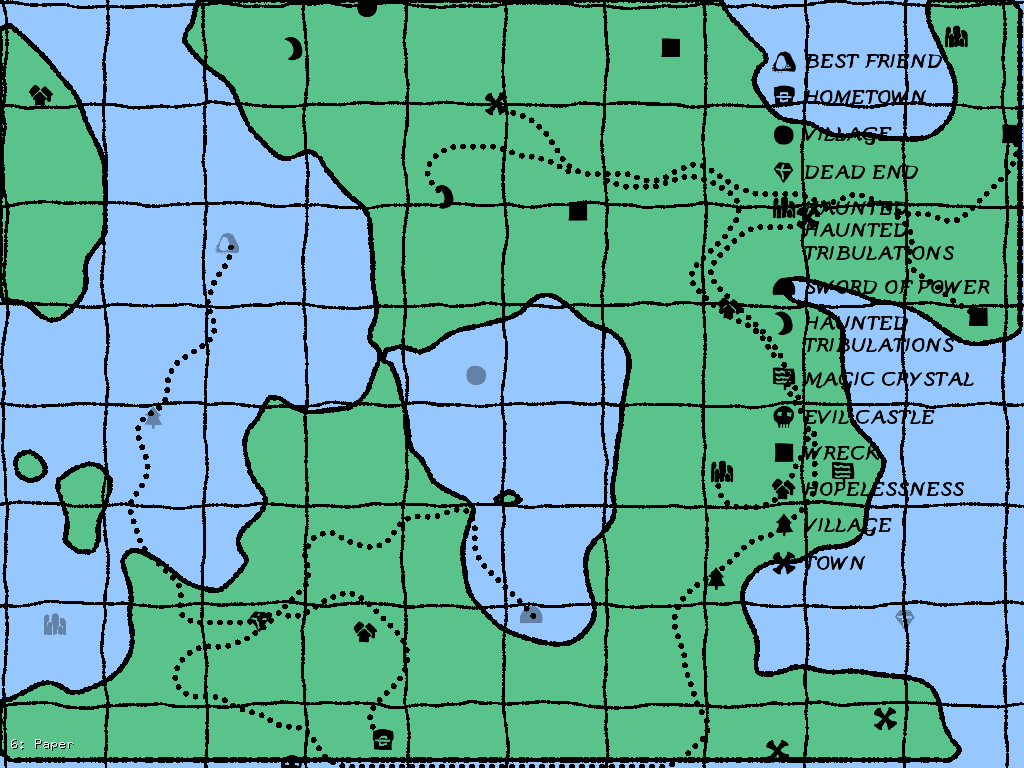 BEST FRIEND
HOMETOWN
VILLAGE
DEAD END
HAUNTED
HAUNTED
TRIBULATIONS
SWORD OF POWER
HAUNTED
TRIBULATIONS
MAGIC CRYSTAL
EVIL CASTLE
WRECK
HOPELESSNESS
VILLAGE
TOWN
6: Paper